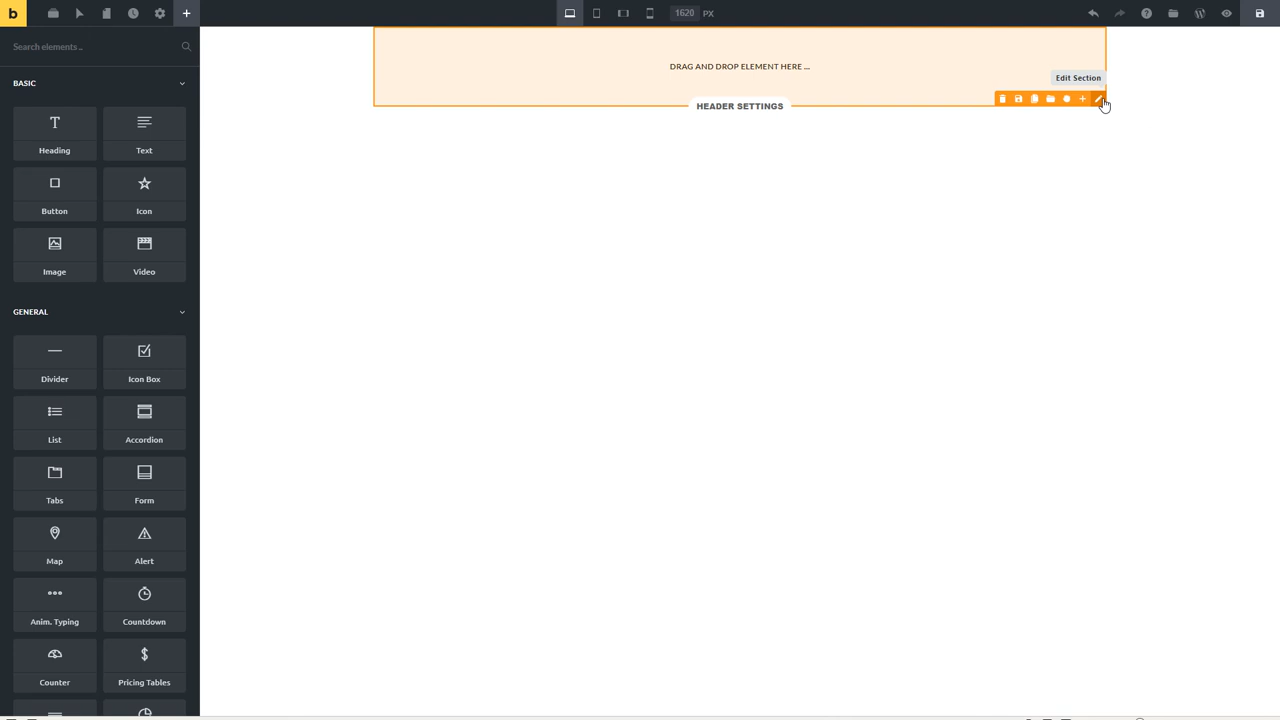 b
1620 PX
Search elements ..
DRAG AND DROP ELEMENT HERE ...
Edit Section
HEADER SETTINGS
BASIC
Heading
Text
Button
Icon
Image
Video
GENERAL
Divider
Icon Box
List
Accordion
Tabs
Form
Map
Alert
Anim. Typing
Countdown
Counter
Pricing Tables